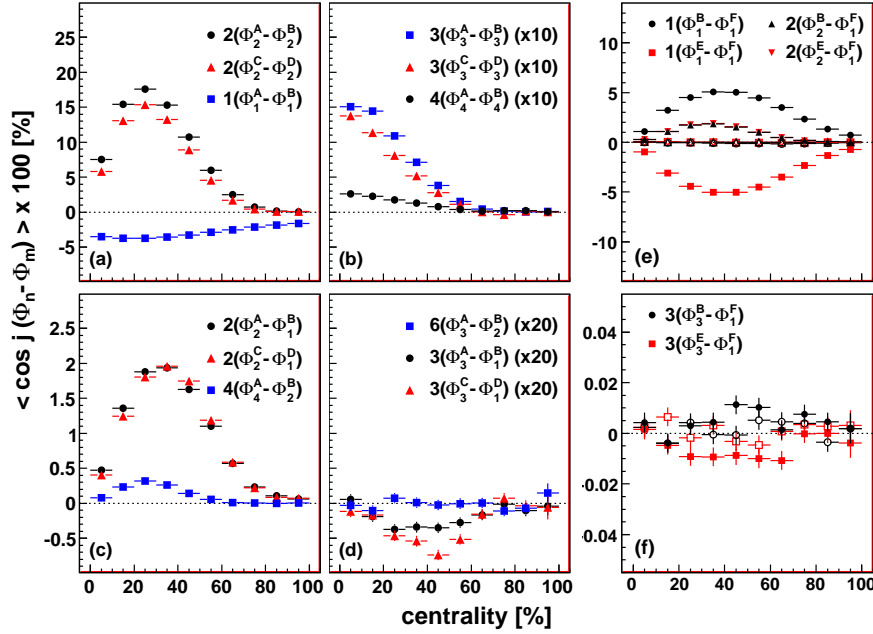 < cos j (Φn-Φm) > x 100 [%]
25
20
15
10
5
0
-5
2(Φ₂ᴬ-Φ₂ᴮ)
2(Φ₂ᶜ-Φ₂ᴰ)
1(Φ₁ᴬ-Φ₁ᴮ)
(a)
3(Φ₃ᴬ-Φ₃ᴮ) (x10)
3(Φ₃ᶜ-Φ₃ᴰ) (x10)
4(Φ₄ᴬ-Φ₄ᴮ) (x10)
(b)
10
5
0
-5
-10
1(Φ₁ᴮ-Φ₁ꟳ) 2(Φ₂ᴮ-Φ₁ꟳ)
1(Φ₁ᴱ-Φ₁ꟳ) 2(Φ₂ᴱ-Φ₁ꟳ)
(e)
2.5
2
1.5
1
0.5
0
-0.5
2(Φ₂ᴬ-Φ₁ᴮ)
2(Φ₂ᶜ-Φ₁ᴰ)
4(Φ₄ᴬ-Φ₂ᴮ)
(c)
0 20 40 60 80 100
6(Φ₃ᴬ-Φ₂ᴮ) (x20)
3(Φ₃ᴬ-Φ₁ᴮ) (x20)
3(Φ₃ᶜ-Φ₁ᴰ) (x20)
(d)
0 20 40 60 80 100
0.04
0.02
0
-0.02
-0.04
3(Φ₃ᴮ-Φ₁ꟳ)
3(Φ₃ᴱ-Φ₁ꟳ)
(f)
0 20 40 60 80 100
centrality [%]